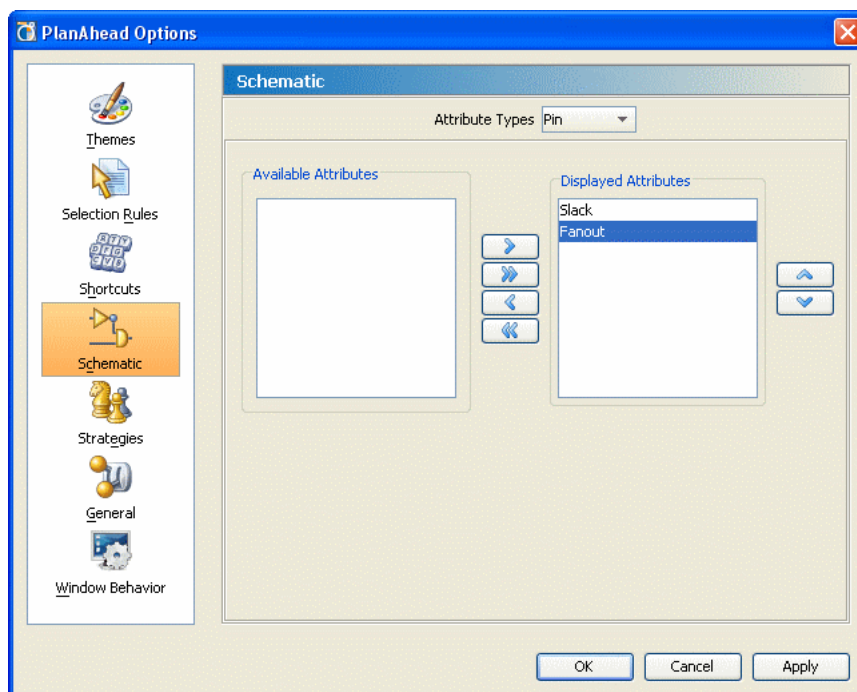 PlanAhead Options
Themes
Selection Rules
Shortcuts
Schematic
Strategies
General
Window Behavior
Schematic
Attribute Types Pin
Available Attributes
Displayed Attributes
Slack
Fanout
OK Cancel Apply